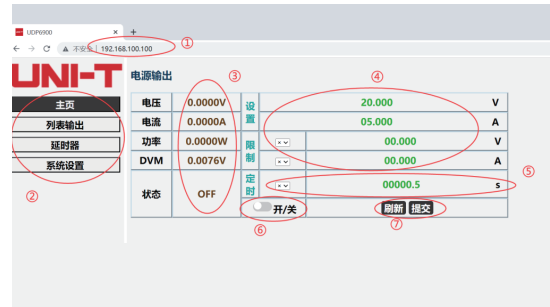 UDP6900 × +
← → C ▲ 不安全 | 192.168.100.100
①
UNI-T
电源输出
③
④
主页
列表输出
延时器
系统设置
②
电压 0.0000V 设置 20.000 V
电流 0.0000A 05.000 A
功率 0.0000W 限制 × 00.000 V
DVM 0.0076V × 00.000 A
状态 OFF 定时 × 00000.5 s
⑤
开/关 刷新 提交
⑥
⑦